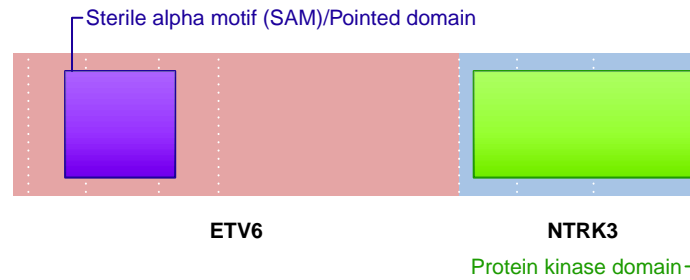 Sterile alpha motif (SAM)/Pointed domain
ETV6
NTRK3
Protein kinase domain